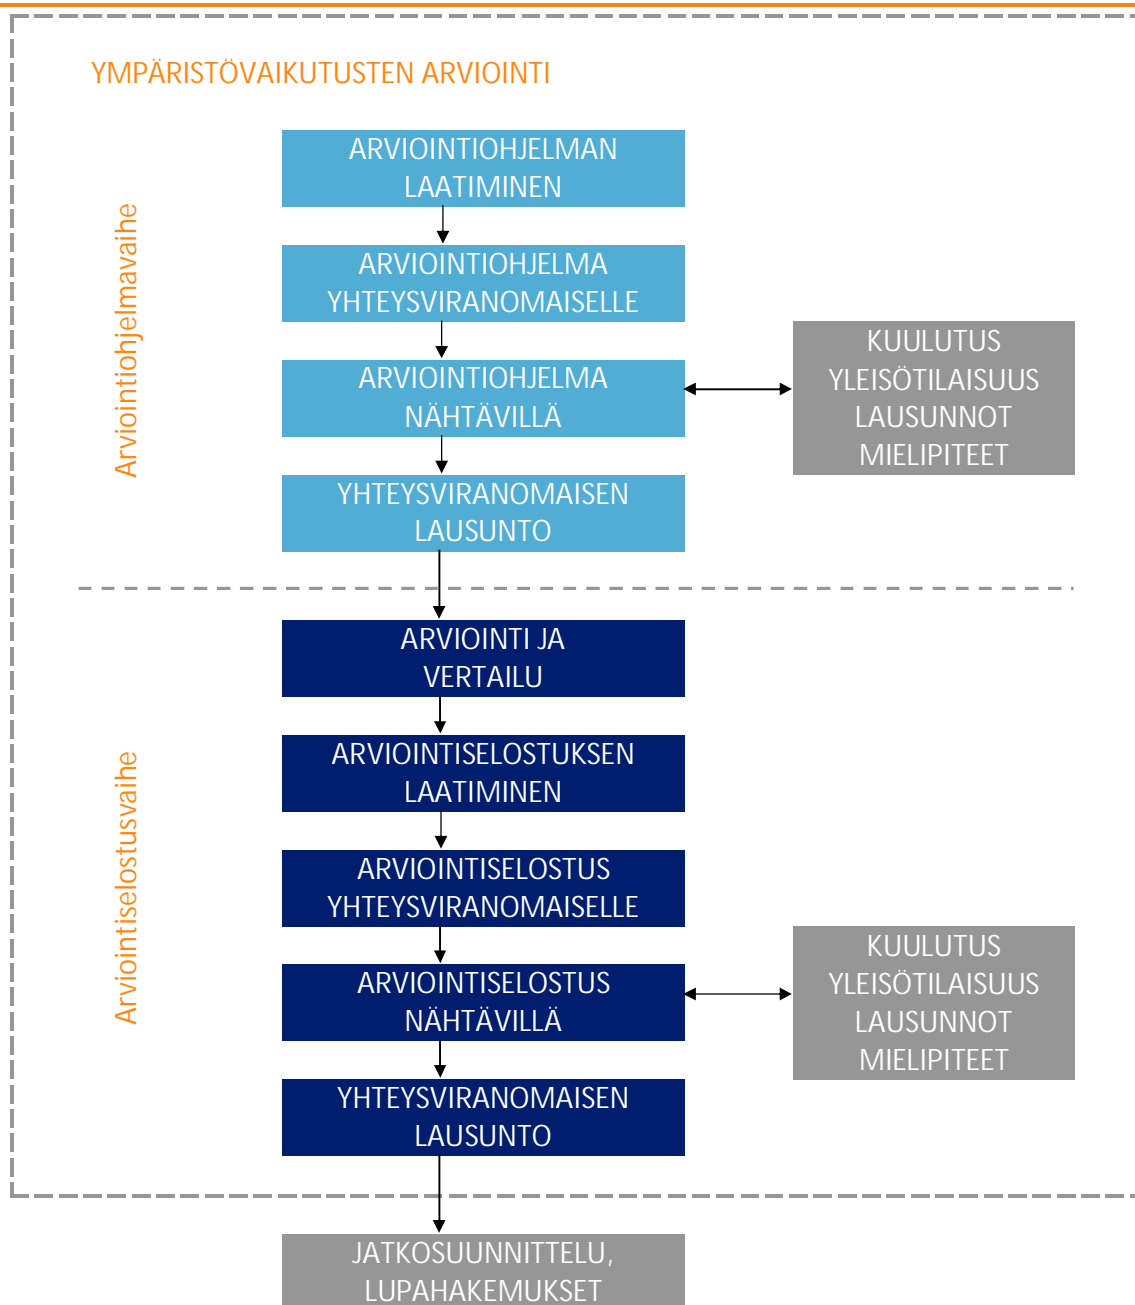 YMPÄRISTÖVAIKUTUSTEN ARVIOINTI
Arviointiohjelmavaihe
ARVIOINTIOHJELMAN
LAATIMINEN
ARVIOINTIOHJELMA
YHTEYSVIRANOMAISELLE
ARVIOINTIOHJELMA
NÄHTÄVILLÄ
KUULUTUS
YLEISÖTILAISUUS
LAUSUNNOT
MIELIPITEET
YHTEYSVIRANOMAISEN
LAUSUNTO
Arviointiselostusvaihe
ARVIOINTI JA
VERTAILU
ARVIOINTISELOSTUKSEN
LAATIMINEN
ARVIOINTISELOSTUS
YHTEYSVIRANOMAISELLE
ARVIOINTISELOSTUS
NÄHTÄVILLÄ
KUULUTUS
YLEISÖTILAISUUS
LAUSUNNOT
MIELIPITEET
YHTEYSVIRANOMAISEN
LAUSUNTO
JATKOSUUNNITTELU,
LUPAHAKEMUKSET